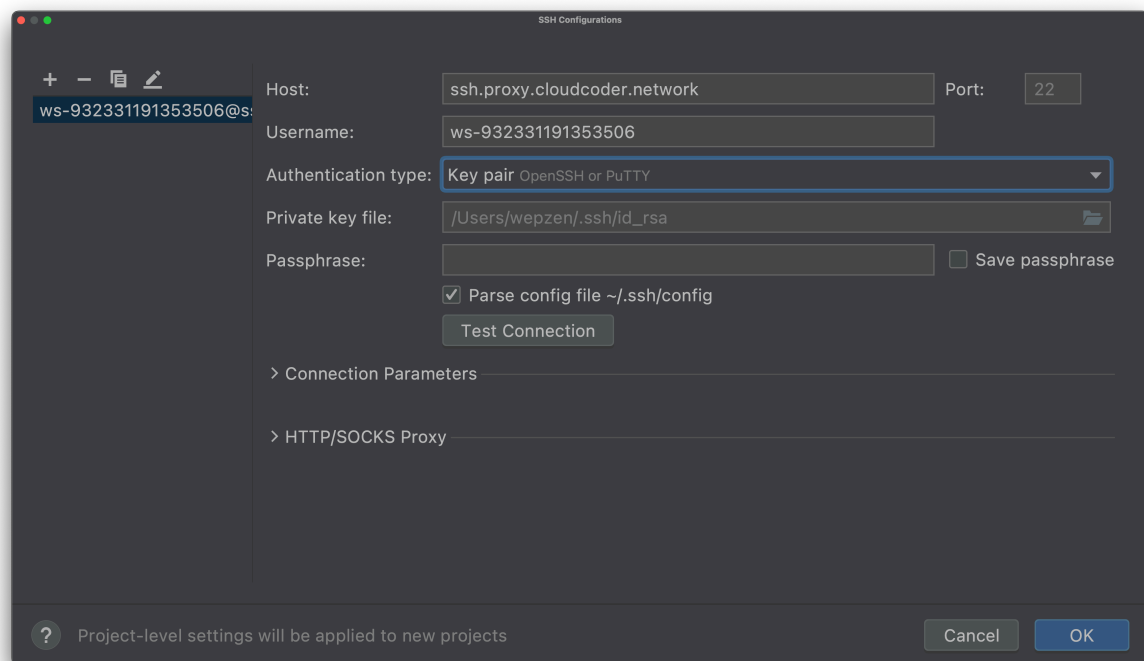 SSH Configurations
ws-932331191353506@s
Host: ssh.proxy.cloudcoder.network Port: 22
Username: ws-932331191353506
Authentication type: Key pair OpenSSH or PuTTY
Private key file: /Users/wepzen/.ssh/id_rsa
Passphrase: Save passphrase
Parse config file ~/.ssh/config
Test Connection
Connection Parameters
HTTP/SOCKS Proxy
? Project-level settings will be applied to new projects Cancel OK